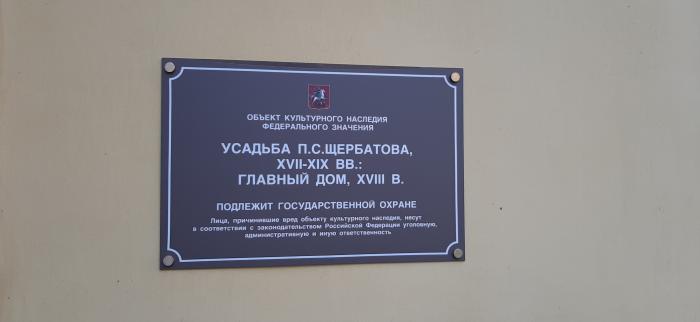 ОБЪЕКТ КУЛЬТУРНОГО НАСЛЕДИЯ
ФЕДЕРАЛЬНОГО ЗНАЧЕНИЯ
УСАДЬБА П.С.ЩЕРБАТОВА,
XVII-XIX ВВ.:
ГЛАВНЫЙ ДОМ, XVIII В.
ПОДЛЕЖИТ ГОСУДАРСТВЕННОЙ ОХРАНЕ
Лица, причинившие вред объекту культурного наследия, несут
в соответствии с законодательством Российской Федерации уголовную,
административную и иную ответственность